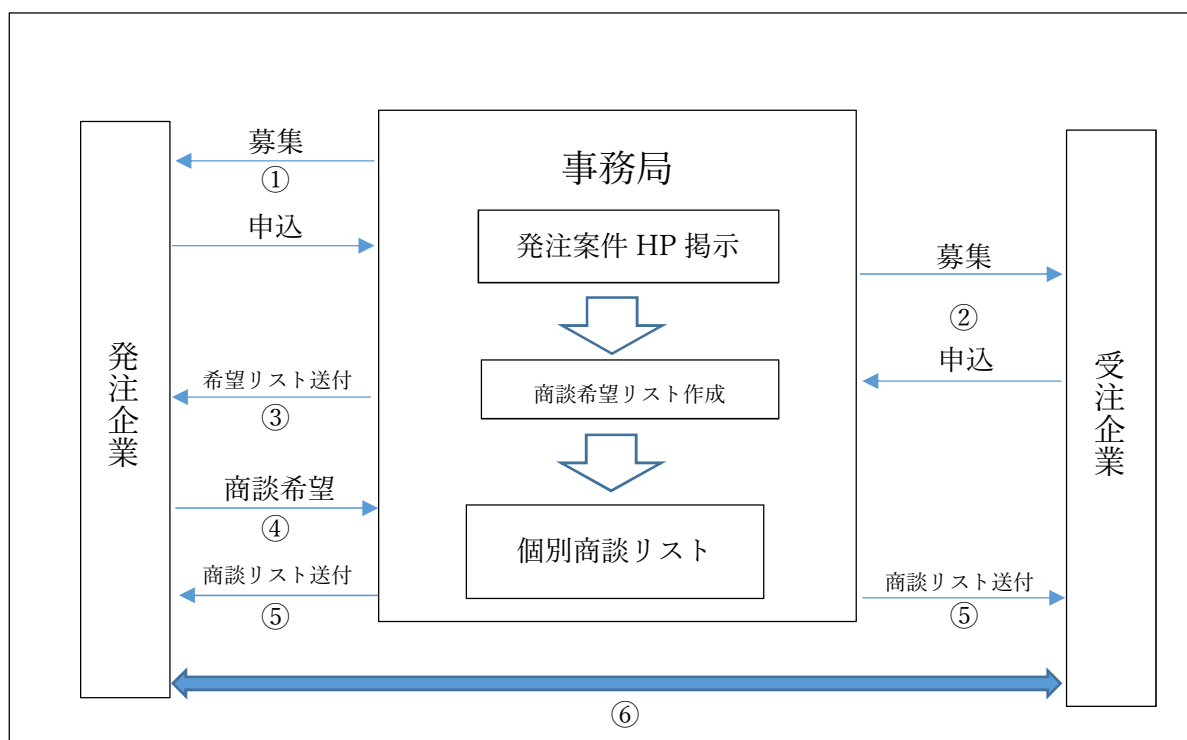 募集
①
事務局
申込
発注案件 HP 掲示
募集
②
発注企業
希望リスト送付
③
商談希望リスト作成
申込
受注企業
商談希望
④
個別商談リスト
商談リスト送付
⑤
商談リスト送付
⑤
⑥